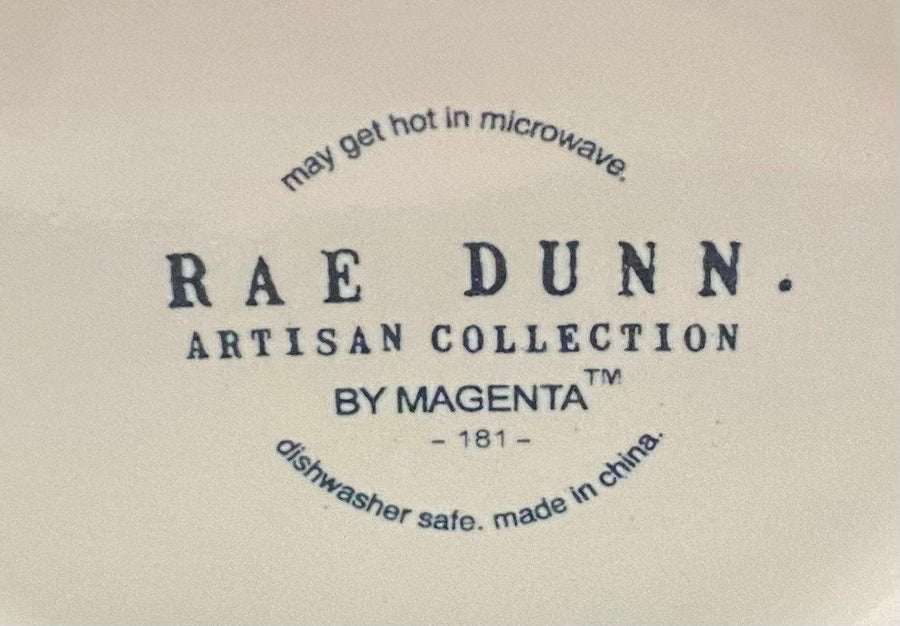 may get hot in microwave.
RAE DUNN.
ARTISAN COLLECTION
BY MAGENTA™
- 181 -
dishwasher safe. made in china.